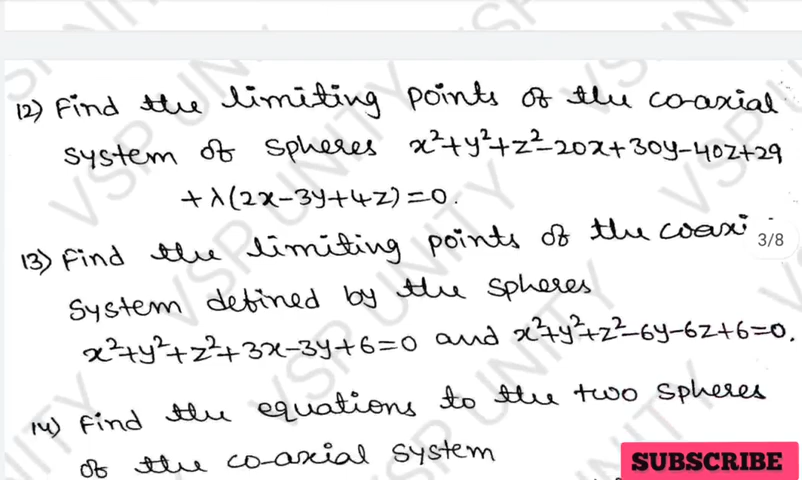 12) Find the limiting points of the co-axial
system of spheres x²+y²+z²-20x+30y-40z+29
+λ(2x-3y+4z)=0.
13) Find the limiting points of the coaxi
3/8
system defined by the spheres
x²+y²+z²+3x-3y+6=0 and x²+y²+z²-6y-6z+6=0.
14) Find the equations to the two spheres
of the co-axial system
SUBSCRIBE
VSP UNITY